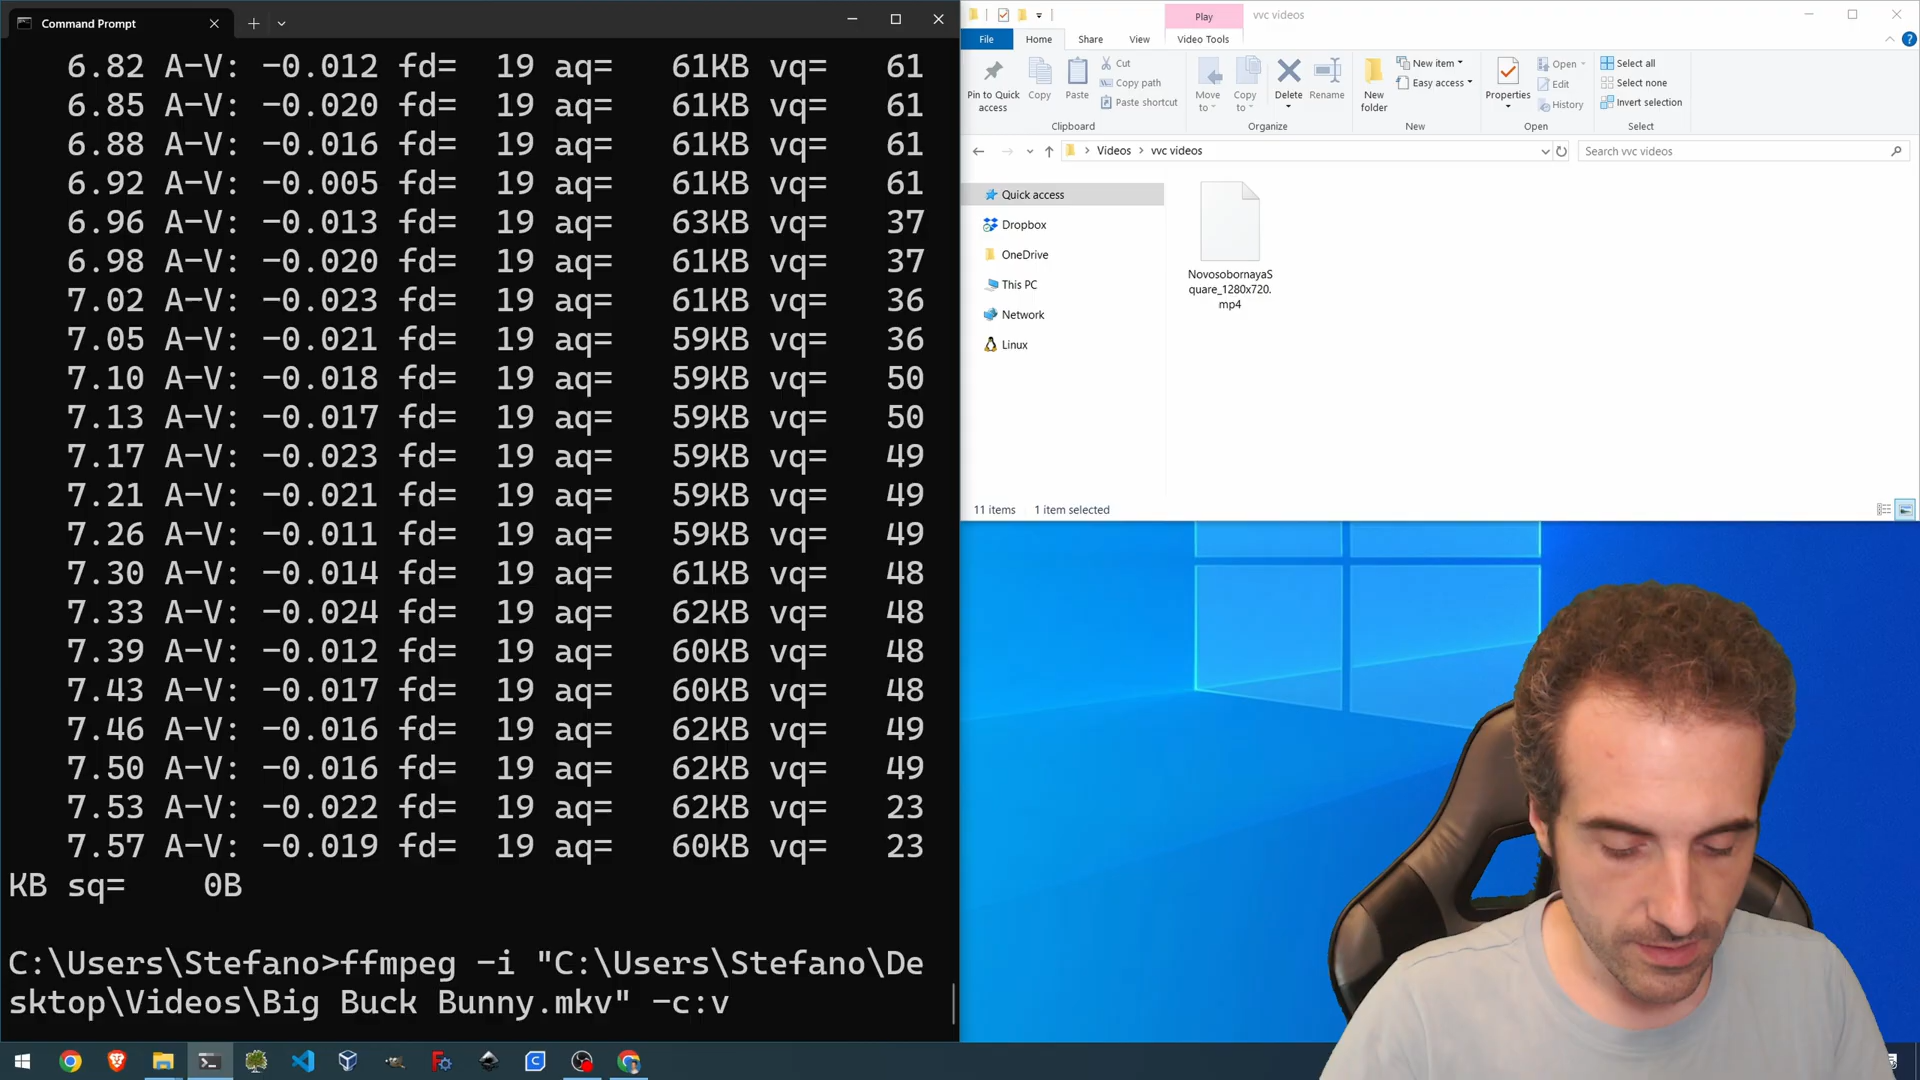 Command Prompt
6.82 A-V: -0.012 fd= 19 aq= 61KB vq= 61
6.85 A-V: -0.020 fd= 19 aq= 61KB vq= 61
6.88 A-V: -0.016 fd= 19 aq= 61KB vq= 61
6.92 A-V: -0.005 fd= 19 aq= 61KB vq= 61
6.96 A-V: -0.013 fd= 19 aq= 63KB vq= 37
6.98 A-V: -0.020 fd= 19 aq= 61KB vq= 37
7.02 A-V: -0.023 fd= 19 aq= 61KB vq= 36
7.05 A-V: -0.021 fd= 19 aq= 59KB vq= 36
7.10 A-V: -0.018 fd= 19 aq= 59KB vq= 50
7.13 A-V: -0.017 fd= 19 aq= 59KB vq= 50
7.17 A-V: -0.023 fd= 19 aq= 59KB vq= 49
7.21 A-V: -0.021 fd= 19 aq= 59KB vq= 49
7.26 A-V: -0.011 fd= 19 aq= 59KB vq= 49
7.30 A-V: -0.014 fd= 19 aq= 61KB vq= 48
7.33 A-V: -0.024 fd= 19 aq= 62KB vq= 48
7.39 A-V: -0.012 fd= 19 aq= 60KB vq= 48
7.43 A-V: -0.017 fd= 19 aq= 60KB vq= 48
7.46 A-V: -0.016 fd= 19 aq= 62KB vq= 49
7.50 A-V: -0.016 fd= 19 aq= 62KB vq= 49
7.53 A-V: -0.022 fd= 19 aq= 62KB vq= 23
7.57 A-V: -0.019 fd= 19 aq= 60KB vq= 23
KB sq= 0B
C:\Users\Stefano>ffmpeg -i "C:\Users\Stefano\De
sktop\Videos\Big Buck Bunny.mkv" -c:v
Play
vvc videos
File
Home
Share
View
Video Tools
Pin to Quick
access
Copy
Paste
Cut
Copy path
Paste shortcut
Clipboard
Move
to
Copy
to
Delete
Rename
Organize
New
folder
New item
Easy access
New
Properties
Open
Edit
History
Open
Select all
Select none
Invert selection
Select
Videos
vvc videos
Search vvc videos
Quick access
Dropbox
OneDrive
This PC
Network
Linux
NovosobornayaS
quare_1280x720.
mp4
11 items
1 item selected